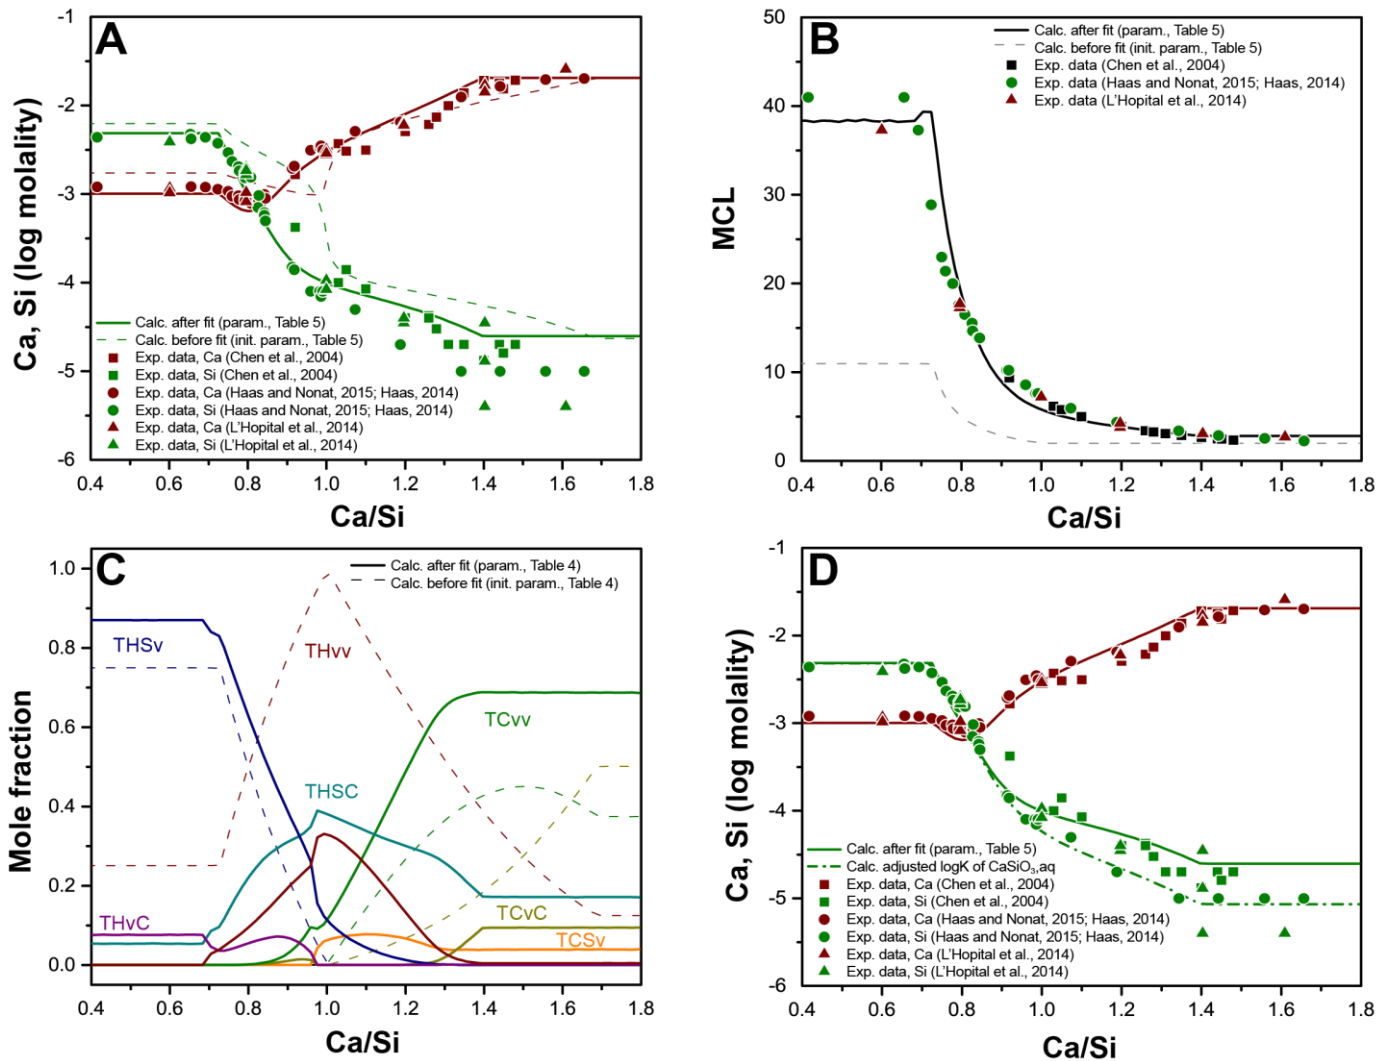 A
-1
-2
-3
-4
-5
-6
Ca, Si (log molality)
Calc. after fit (param., Table 5)
Calc. before fit (init. param., Table 5)
Exp. data, Ca (Chen et al., 2004)
Exp. data, Si (Chen et al., 2004)
Exp. data, Ca (Haas and Nonat, 2015; Haas, 2014)
Exp. data, Si (Haas and Nonat, 2015; Haas, 2014)
Exp. data, Ca (L'Hopital et al., 2014)
Exp. data, Si (L'Hopital et al., 2014)
0.4 0.6 0.8 1.0 1.2 1.4 1.6 1.8
Ca/Si
B
50
40
30
20
10
0
MCL
Calc. after fit (param., Table 5)
Calc. before fit (init. param., Table 5)
Exp. data (Chen et al., 2004)
Exp. data (Haas and Nonat, 2015; Haas, 2014)
Exp. data (L'Hopital et al., 2014)
0.4 0.6 0.8 1.0 1.2 1.4 1.6 1.8
Ca/Si
C
1.0
0.8
0.6
0.4
0.2
0.0
Mole fraction
Calc. after fit (param., Table 4)
Calc. before fit (init. param., Table 4)
THSv
THvv
TCvv
THSC
THvC
TCvC
TCSv
0.4 0.6 0.8 1.0 1.2 1.4 1.6 1.8
Ca/Si
D
-1
-2
-3
-4
-5
-6
Ca, Si (log molality)
Calc. after fit (param., Table 5)
Calc. adjusted logK of CaSiO3,aq
Exp. data, Ca (Chen et al., 2004)
Exp. data, Si (Chen et al., 2004)
Exp. data, Ca (Haas and Nonat, 2015; Haas, 2014)
Exp. data, Si (Haas and Nonat, 2015; Haas, 2014)
Exp. data, Ca (L'Hopital et al., 2014)
Exp. data, Si (L'Hopital et al., 2014)
0.4 0.6 0.8 1.0 1.2 1.4 1.6 1.8
Ca/Si